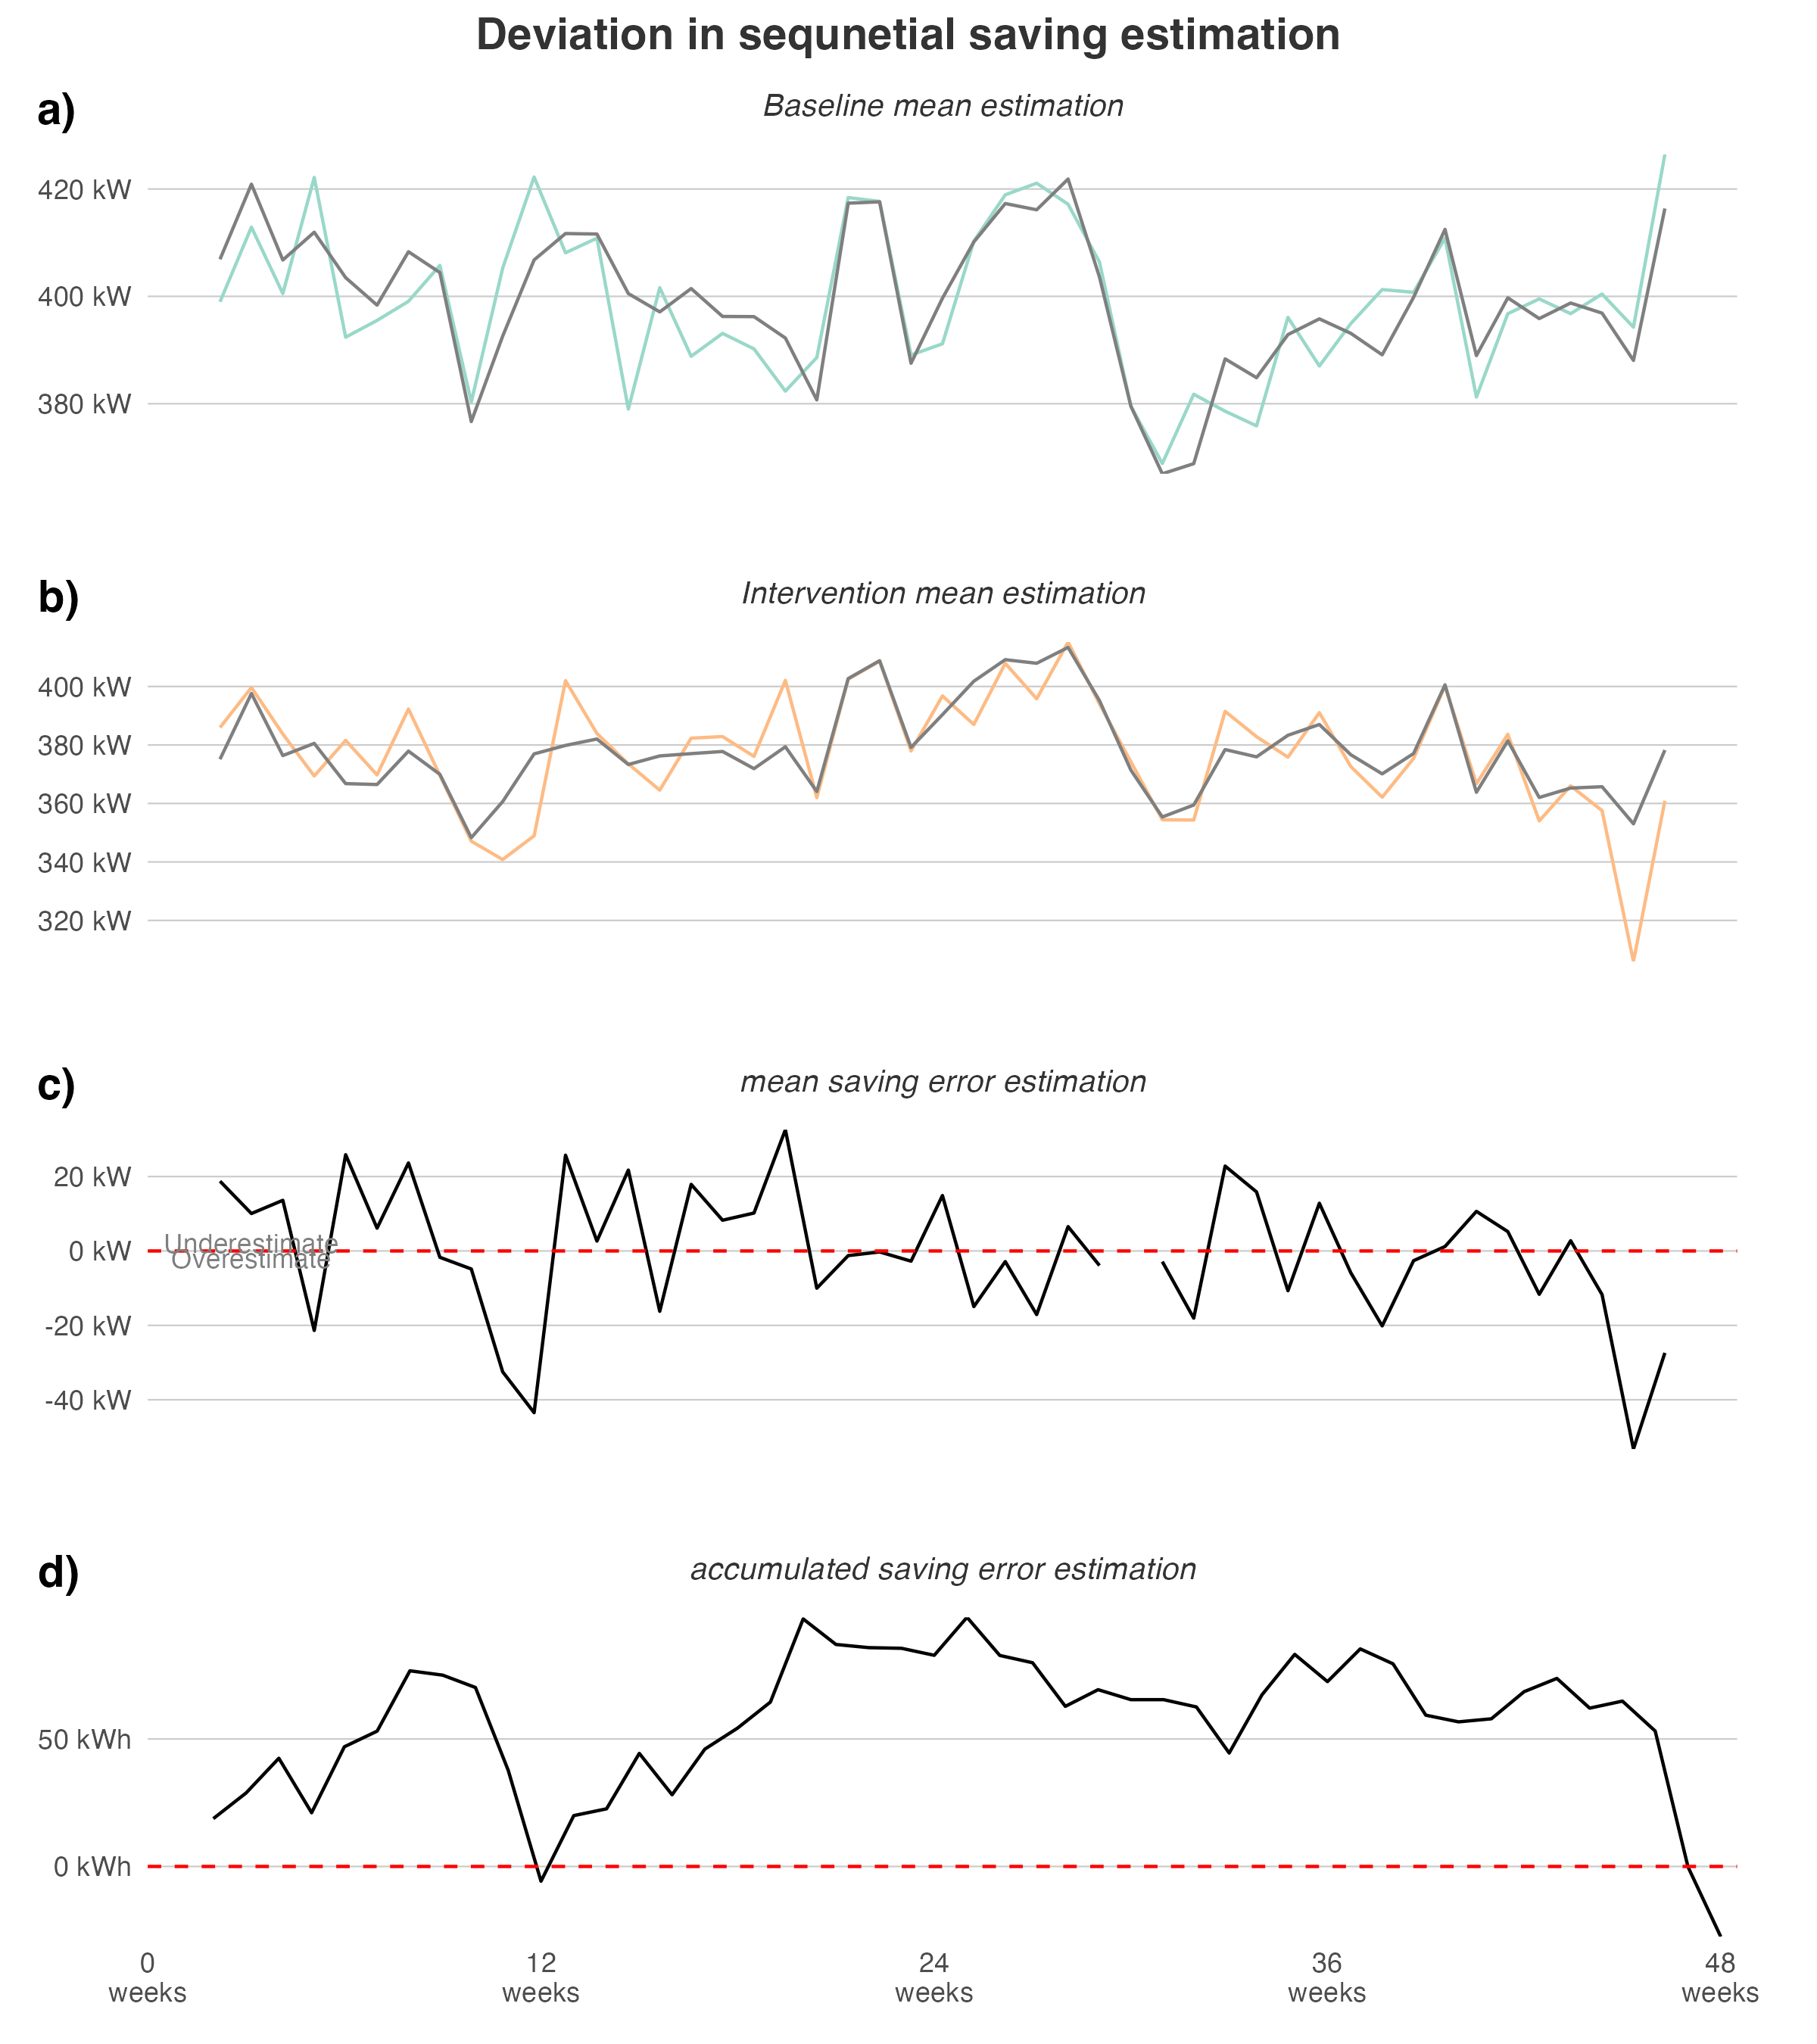 Deviation in sequnetial saving estimation
a)
Baseline mean estimation
420 kW
400 kW
380 kW
b)
Intervention mean estimation
400 kW
380 kW
360 kW
340 kW
320 kW
c)
mean saving error estimation
20 kW
Underestimate
0 kW
Overestimate
-20 kW
-40 kW
d)
accumulated saving error estimation
50 kWh
0 kWh
0 weeks
12 weeks
24 weeks
36 weeks
48 weeks